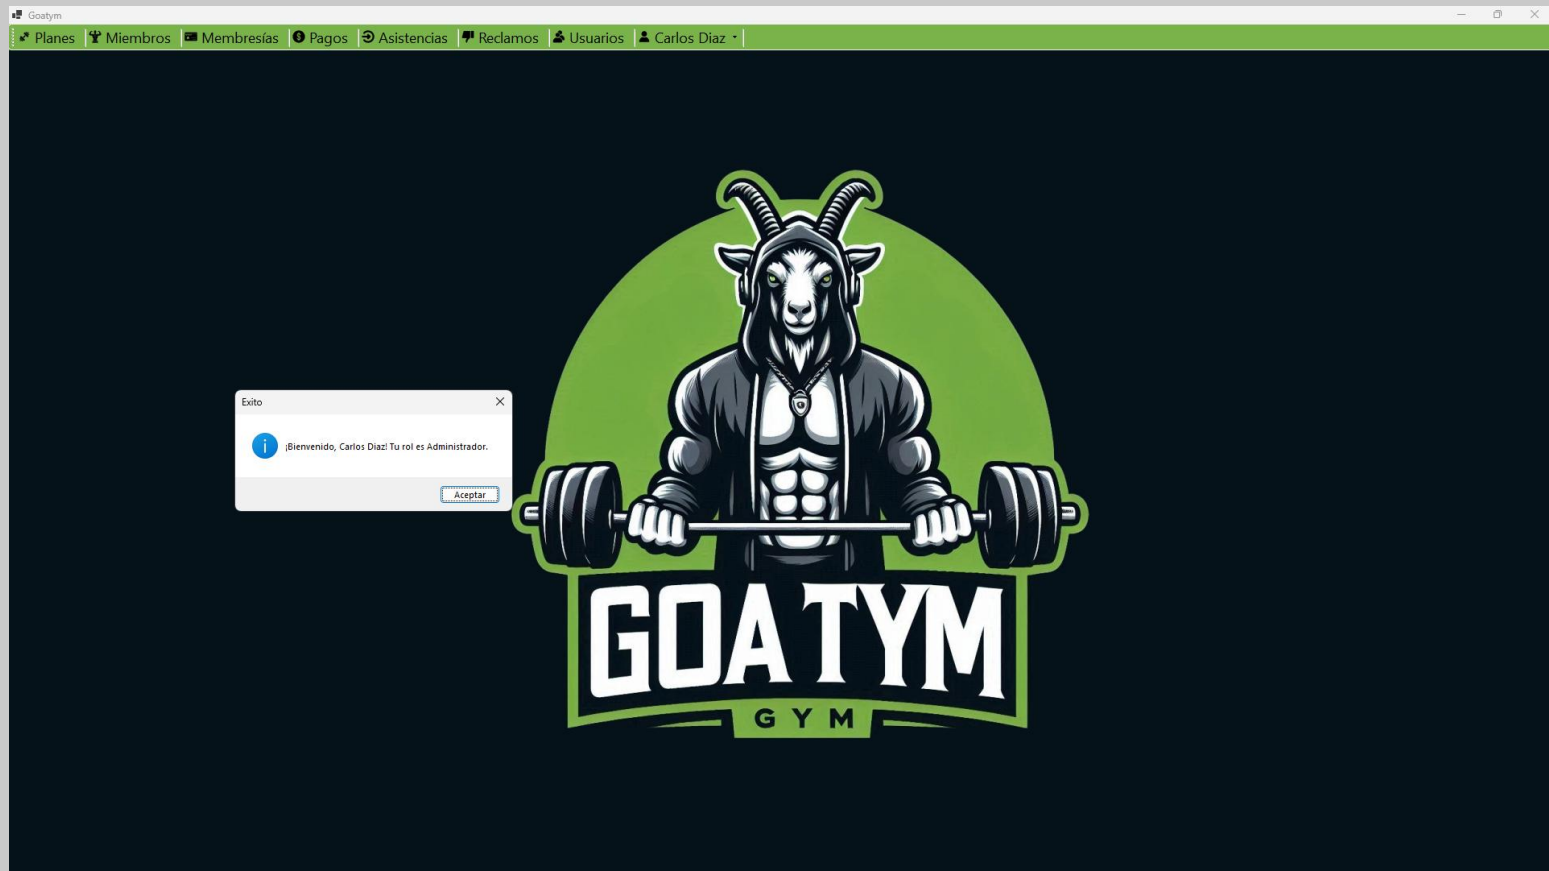 Goatym
Planes Miembros Membresías Pagos Asistencias Reclamos Usuarios Carlos Diaz
Exito
¡Bienvenido, Carlos Diaz! Tu rol es Administrador.
Aceptar
GOATYM
GYM